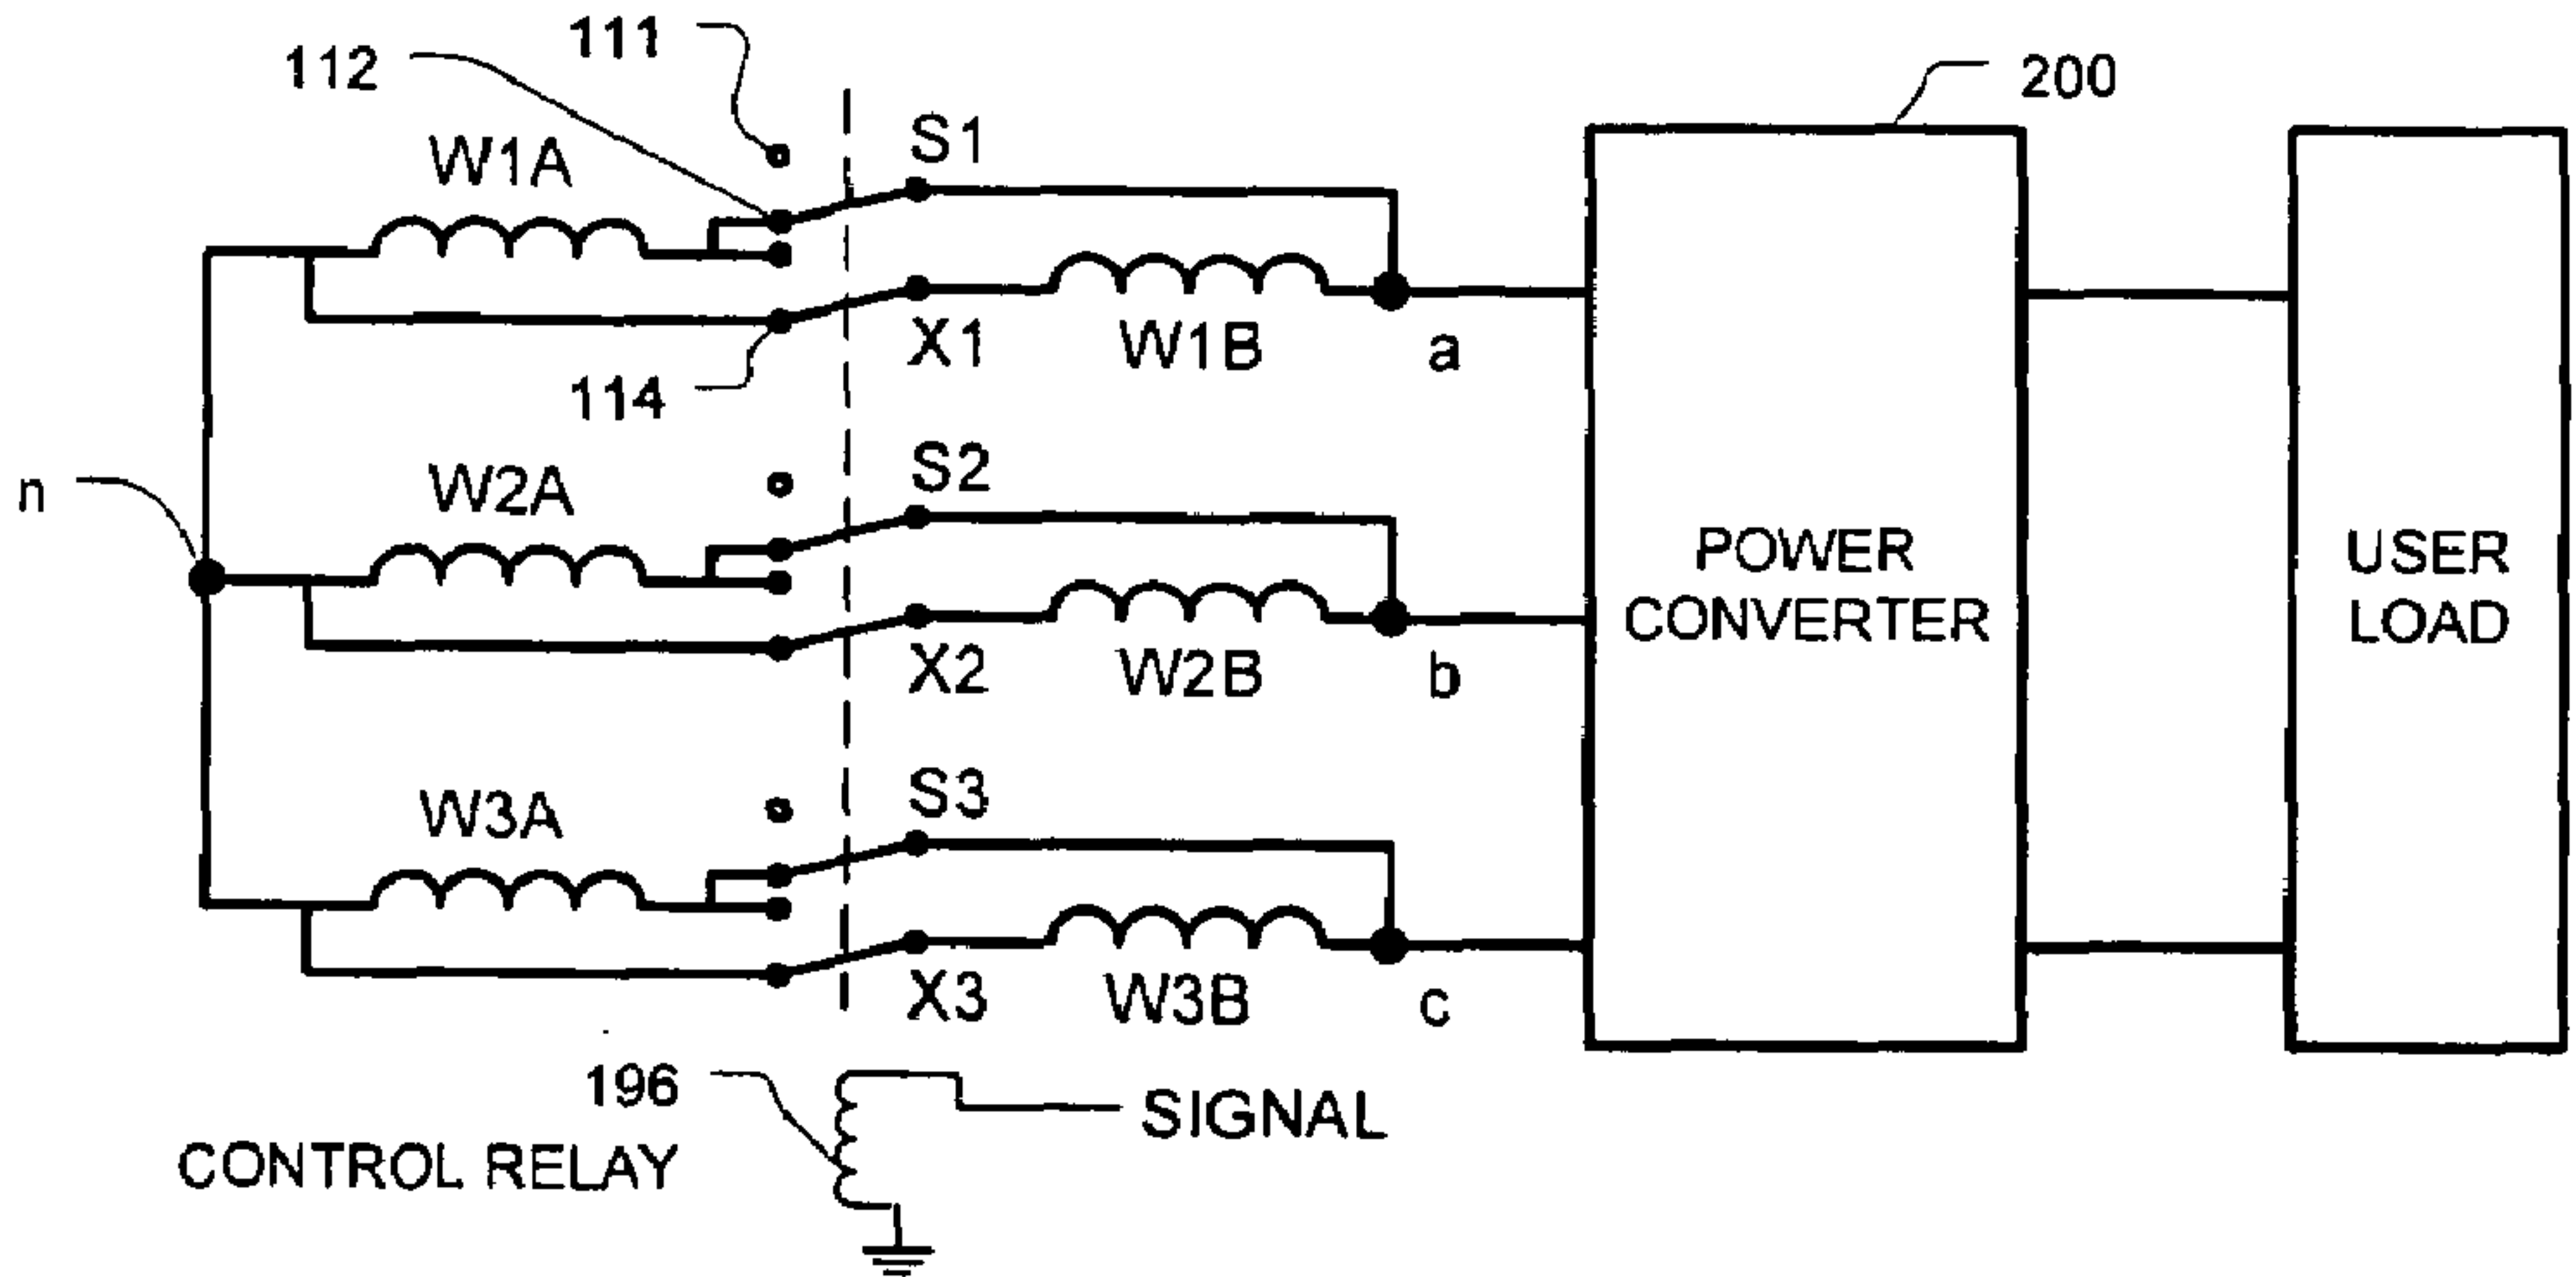 111
112
200
W1A
S1
X1
W1B
a
114
n
W2A
S2
X2
W2B
b
POWER
CONVERTER
USER
LOAD
W3A
S3
X3
W3B
c
196
SIGNAL
CONTROL RELAY